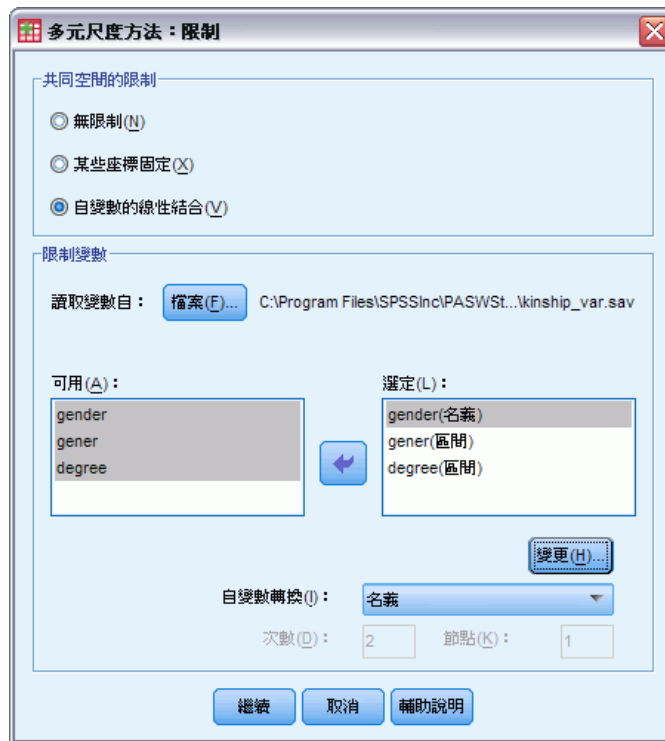 多元尺度方法：限制
共同空間的限制
無限制(N)
某些座標固定(X)
自變數的線性結合(V)
限制變數
讀取變數自： 檔案(F)... C:\Program Files\SPSSInc\PASWSt...\kinship_var.sav
可用(A)： 選定(L)：
gender gender(名義)
gener gener(區間)
degree degree(區間)
變更(H)...
自變數轉換(I)： 名義
次數(D)： 2 節點(K)： 1
繼續 取消 輔助說明